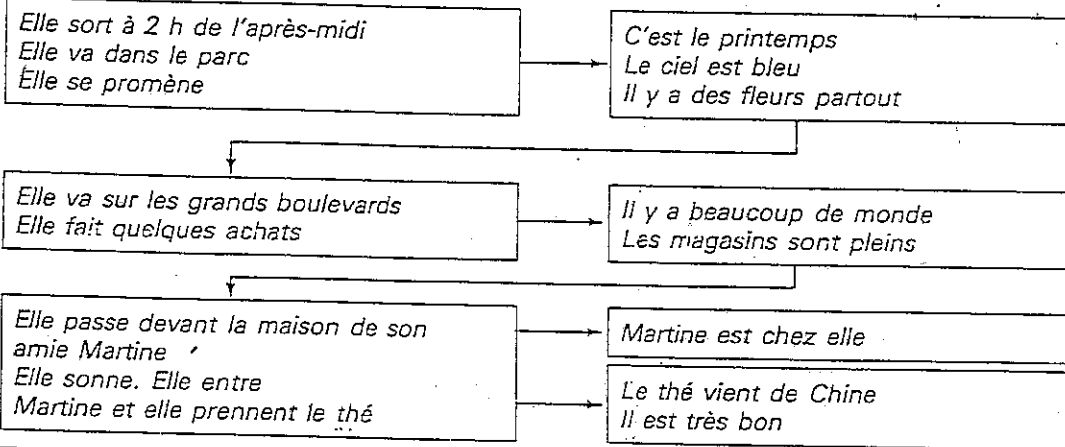 Elle sort à 2 h de l'après-midi
Elle va dans le parc
Elle se promène
C'est le printemps
Le ciel est bleu
Il y a des fleurs partout
Elle va sur les grands boulevards
Elle fait quelques achats
Il y a beaucoup de monde
Les magasins sont pleins
Elle passe devant la maison de son
amie Martine
Elle sonne. Elle entre
Martine et elle prennent le thé
Martine est chez elle
Le thé vient de Chine
Il est très bon